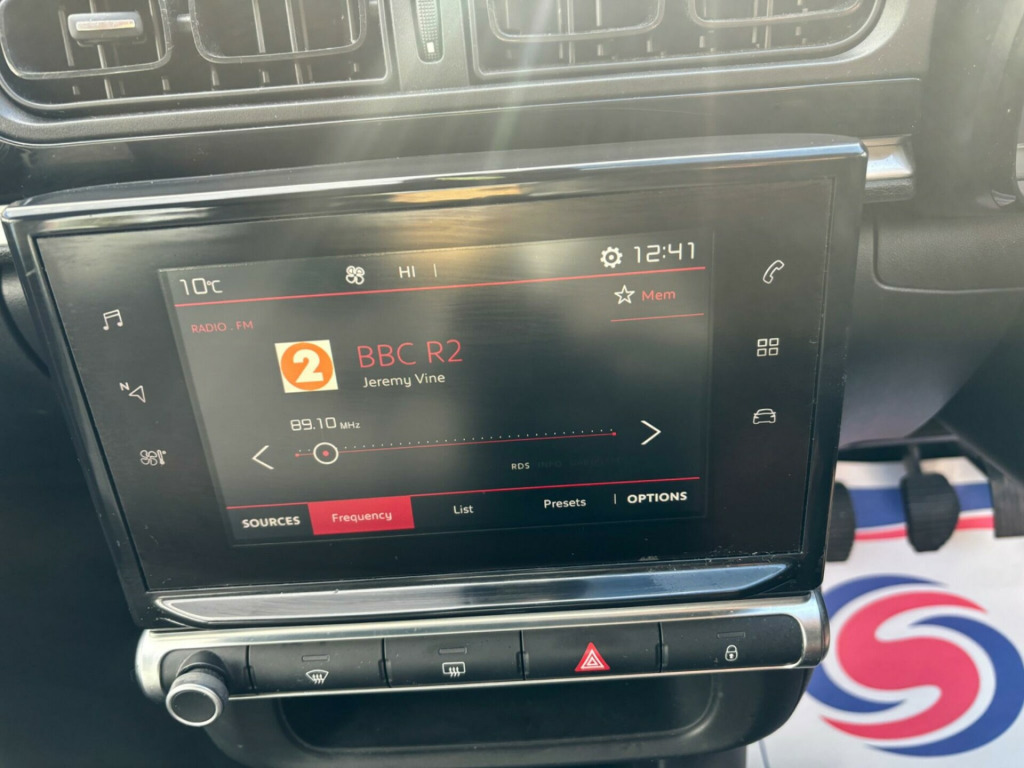 10°C HI 12:41
Mem
RADIO . FM
2 BBC R2
Jeremy Vine
89.10 MHz
N
RDS
SOURCES Frequency List Presets OPTIONS